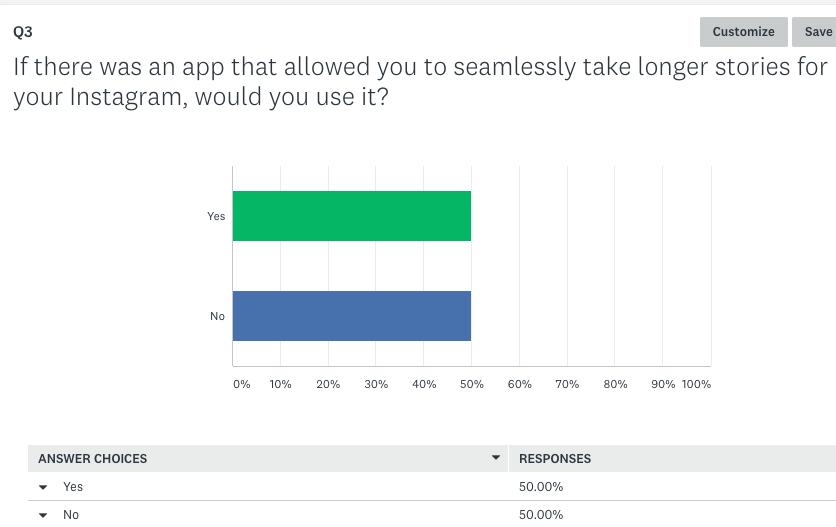 Q3
Customize
Save
If there was an app that allowed you to seamlessly take longer stories for
your Instagram, would you use it?
Yes
No
0% 10% 20% 30% 40% 50% 60% 70% 80% 90% 100%
ANSWER CHOICES RESPONSES
Yes 50.00%
No 50.00%